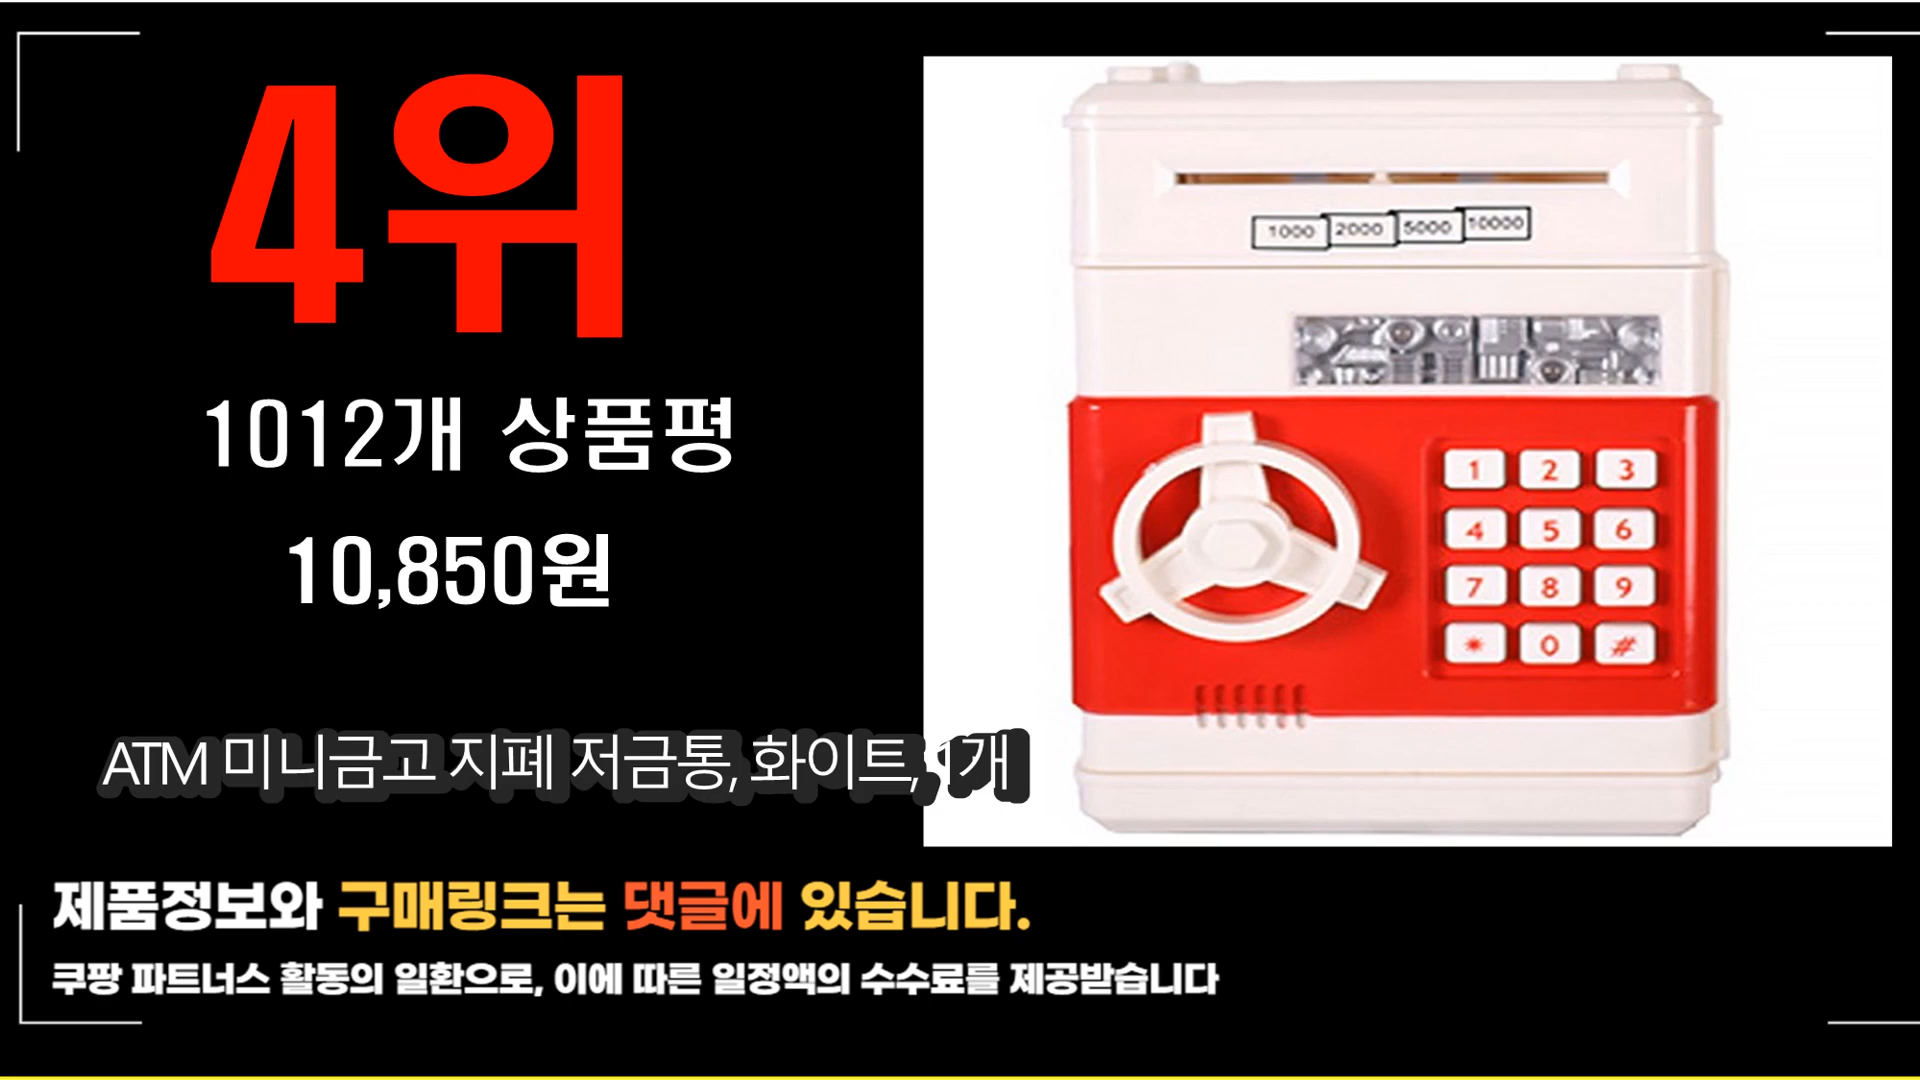 4위
1012개 상품평
10,850원
ATM 미니금고 지폐 저금통, 화이트, 1개
1000 2000 5000 10000
1 2 3
4 5 6
7 8 9
* 0 #
제품정보와 구매링크는 댓글에 있습니다.
쿠팡 파트너스 활동의 일환으로, 이에 따른 일정액의 수수료를 제공받습니다